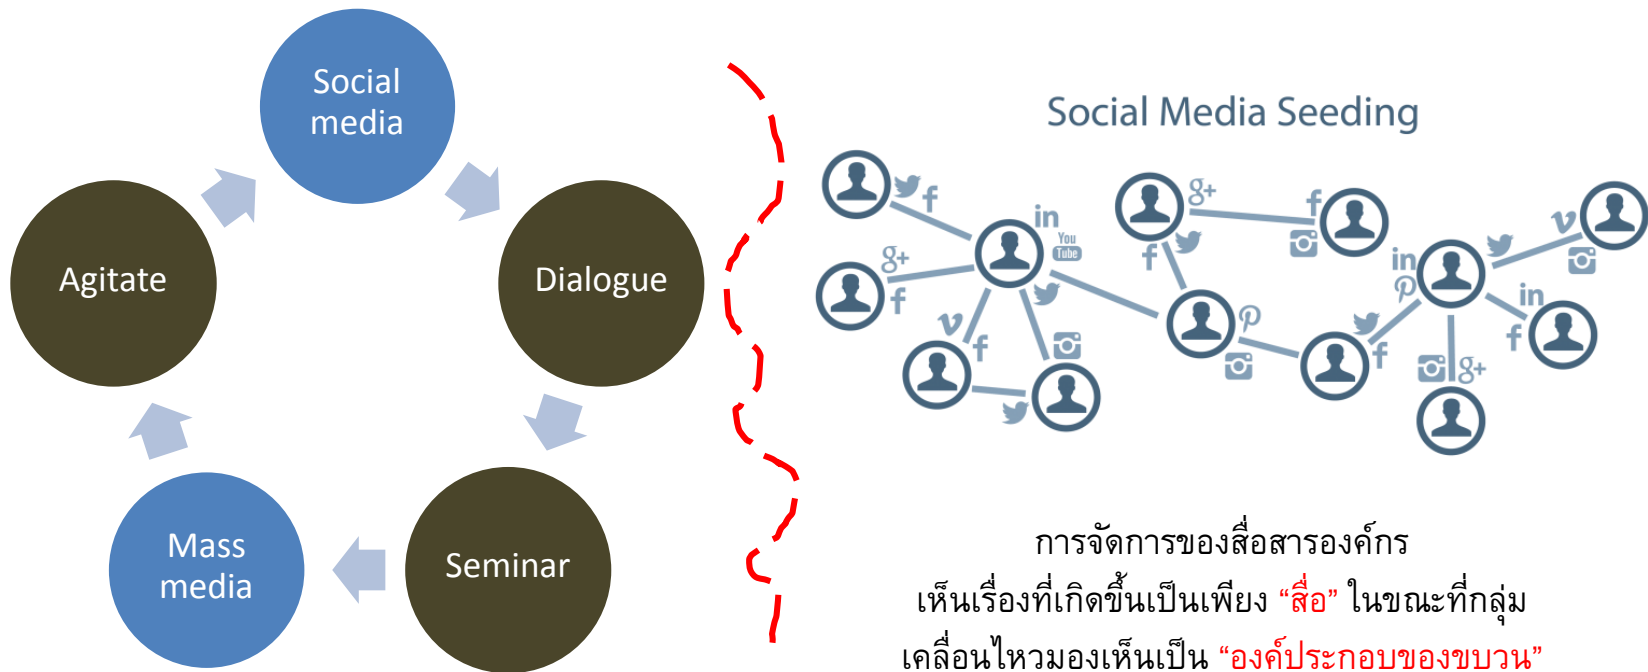 Social
media
Agitate
Dialogue
Mass
media
Seminar
Social Media Seeding
f
in
You
Tube
g+
f
v
f
g+
f
f
in
v
in
f
f
g+
การจัดการของสื่อสารองค์กร
เห็นเรื่องที่เกิดขึ้นเป็นเพียง “สื่อ” ในขณะที่กลุ่ม
เคลื่อนไหวมองเห็นเป็น “องค์ประกอบของขบวน”